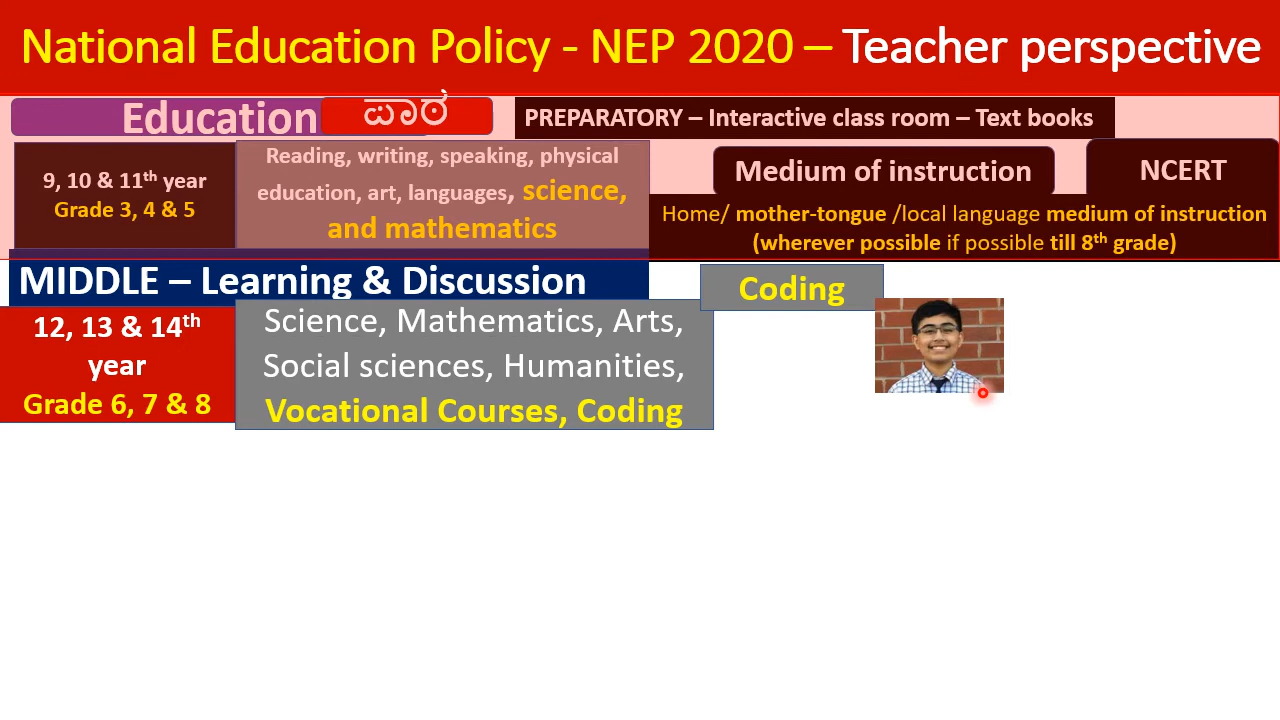 National Education Policy - NEP 2020 – Teacher perspective
Education
ಪಾಠ
PREPARATORY – Interactive class room – Text books
9, 10 & 11th year
Grade 3, 4 & 5
Reading, writing, speaking, physical
education, art, languages, science,
and mathematics
Medium of instruction
NCERT
Home/ mother-tongue /local language medium of instruction
(wherever possible if possible till 8th grade)
MIDDLE – Learning & Discussion
Coding
12, 13 & 14th
year
Grade 6, 7 & 8
Science, Mathematics, Arts,
Social sciences, Humanities,
Vocational Courses, Coding